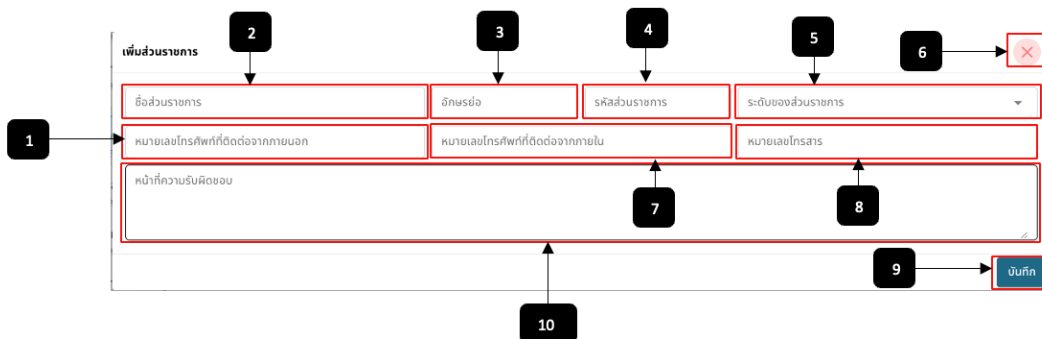 2
3
4
5
6
เพิ่มส่วนราชการ
ชื่อส่วนราชการ
อักษรย่อ
รหัสส่วนราชการ
ระดับของส่วนราชการ
1
หมายเลขโทรศัพท์ที่ติดต่อจากภายนอก
หมายเลขโทรศัพท์ที่ติดต่อจากภายใน
หมายเลขโทรสาร
หน้าที่ความรับผิดชอบ
7
8
9
บันทึก
10